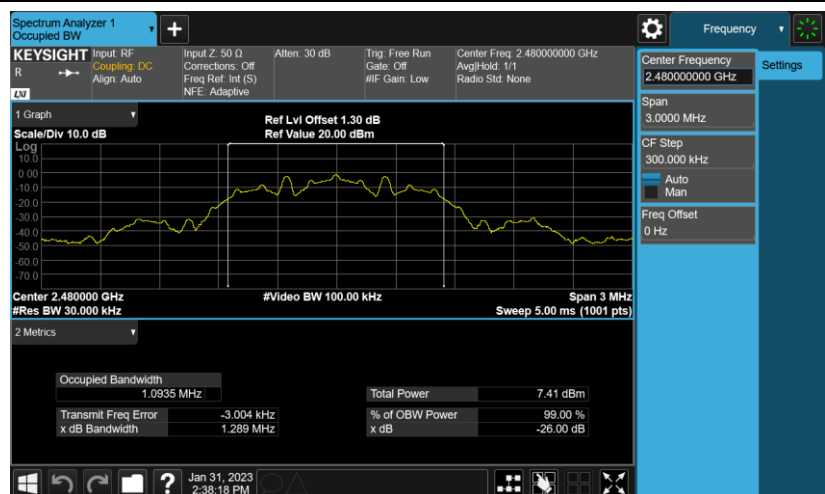 Spectrum Analyzer 1
Occupied BW
Frequency
KEYSIGHT
R
LXI
Input: RF
Coupling: DC
Align: Auto
Input Z: 50 Ω
Corrections: Off
Freq Ref: Int (S)
NFE: Adaptive
Atten: 30 dB
Trig: Free Run
Gate: Off
#IF Gain: Low
Center Freq: 2.480000000 GHz
Avg|Hold: 1/1
Radio Std: None
Center Frequency
2.480000000 GHz
Settings
Span
3.0000 MHz
CF Step
300.000 kHz
Auto
Man
Freq Offset
0 Hz
1 Graph
Scale/Div 10.0 dB
Ref Lvl Offset 1.30 dB
Ref Value 20.00 dBm
Log
10.0
0.00
-10.0
-20.0
-30.0
-40.0
-50.0
-60.0
-70.0
Center 2.480000 GHz
#Video BW 100.00 kHz
Span 3 MHz
#Res BW 30.000 kHz
Sweep 5.00 ms (1001 pts)
2 Metrics
Occupied Bandwidth
1.0935 MHz
Total Power 7.41 dBm
Transmit Freq Error -3.004 kHz
% of OBW Power 99.00 %
x dB Bandwidth 1.289 MHz
x dB -26.00 dB
?
Jan 31, 2023
2:38:18 PM